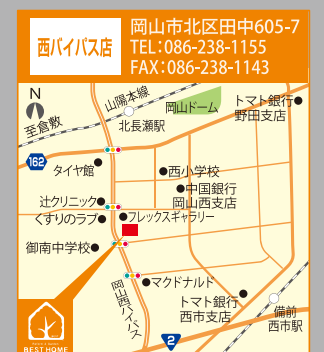 西バイパス店
岡山市北区田中605-7
TEL：086-238-1155
FAX：086-238-1143
N
山陽本線
至倉敷
北長瀬駅
岡山ドーム
トマト銀行
野田支店
162
タイヤ館
西小学校
中国銀行
岡山西支店
辻クリニック
くすりのラブ
フレックスギャラリー
御南中学校
マクドナルド
岡山西バイパス
トマト銀行
西市支店
備前
西市駅
2
BEST HOME